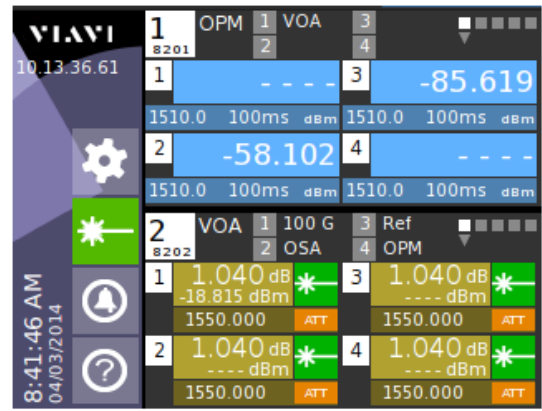 VIAVI
10.13.36.61
8:41:46 AM
04/03/2014
1 OPM 1 VOA 3
8201 2 4
1 - - - - 3 -85.619
1510.0 100ms dBm 1510.0 100ms dBm
2 -58.102 4 - - - -
1510.0 100ms dBm 1510.0 100ms dBm
2 VOA 1 100 G 3 Ref
8202 2 OSA 4 OPM
1 1.040 dB 3 1.040 dB
-18.815 dBm - - - - dBm
1550.000 ATT 1550.000 ATT
2 1.040 dB 4 1.040 dB
- - - - dBm - - - - dBm
1550.000 ATT 1550.000 ATT
?